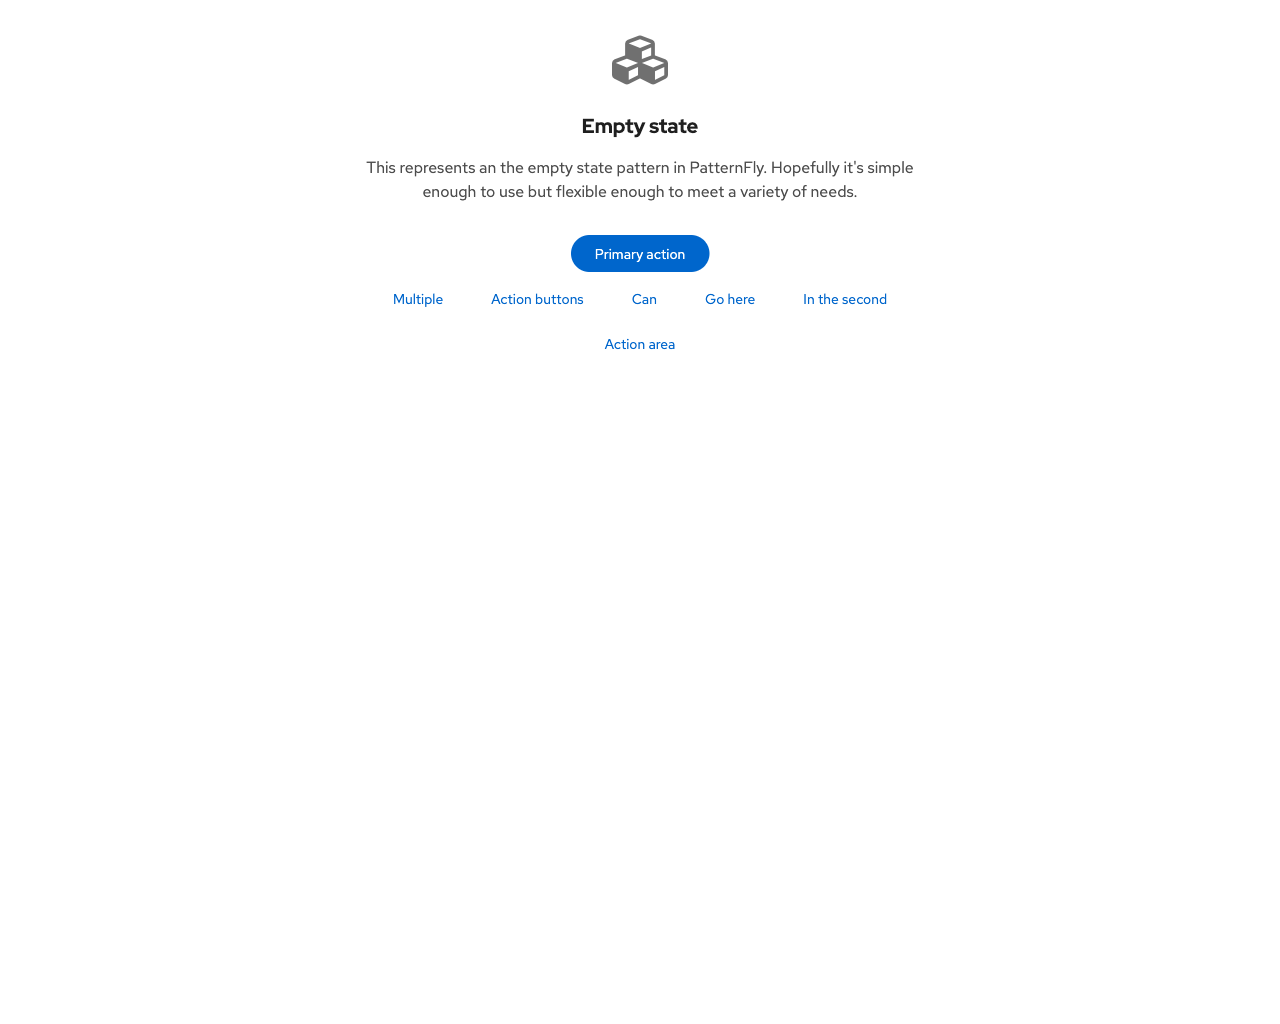 Empty state
This represents an the empty state pattern in PatternFly. Hopefully it's simple
enough to use but flexible enough to meet a variety of needs.
Primary action
Multiple Action buttons Can Go here In the second
Action area